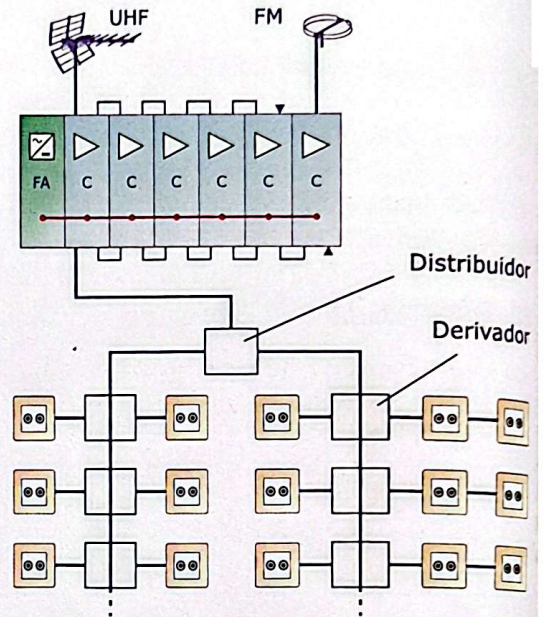 UHF
FM
FA C C C C C C
Distribuidor
Derivador